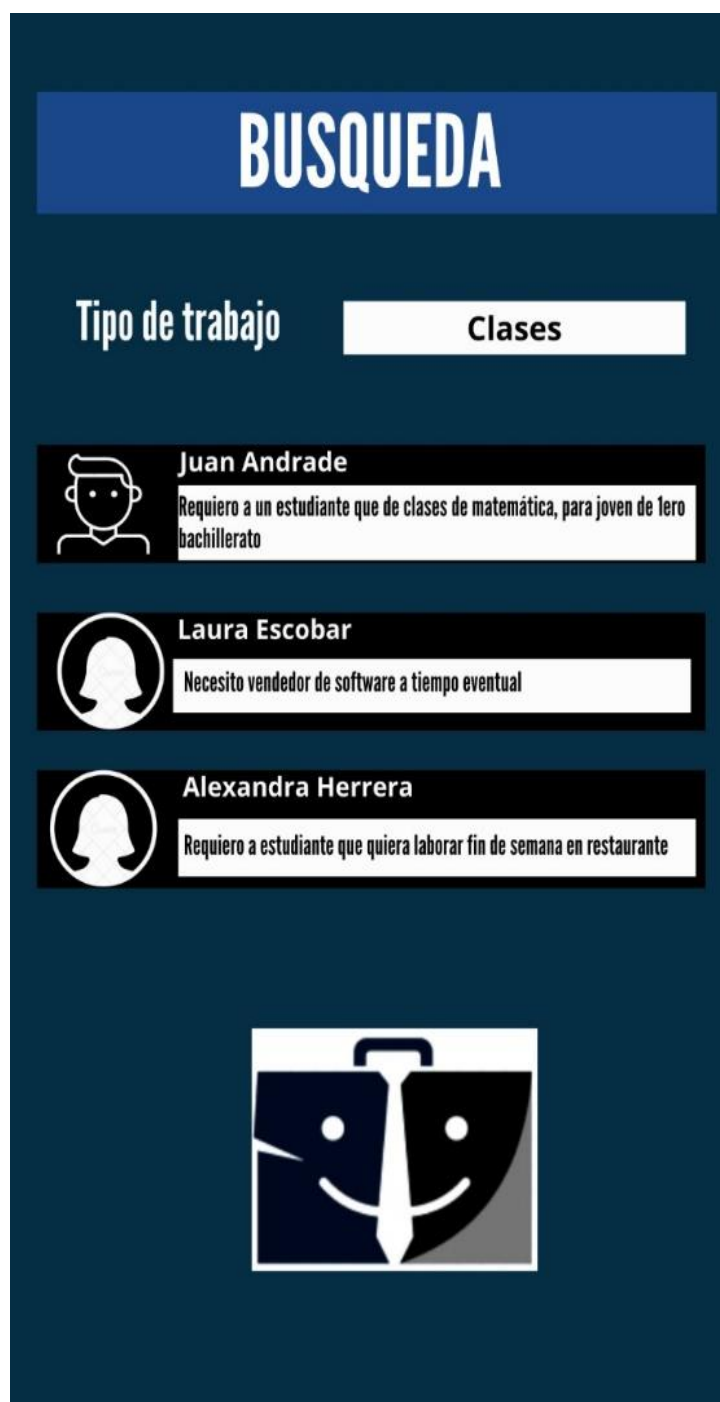 BUSQUEDA
Tipo de trabajo
Clases
Juan Andrade
Requiero a un estudiante que de clases de matemática, para joven de 1ero
bachillerato
Laura Escobar
Necesito vendedor de software a tiempo eventual
Alexandra Herrera
Requiero a estudiante que quiera laborar fin de semana en restaurante